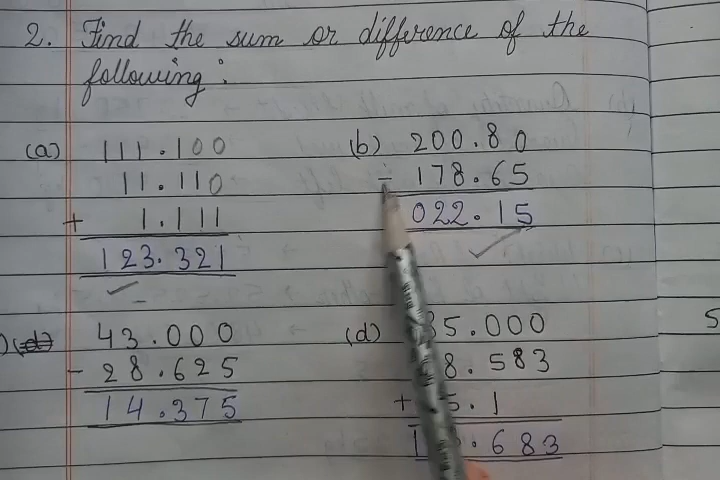 2. Find the sum or difference of the
following:
(a) 111.100
11.110
+ 1.111
123.321
(b) 200.80
- 178.65
022.15
43.000
- 28.625
14.375
(d) 5.000
8.583
+ 5.1
.683